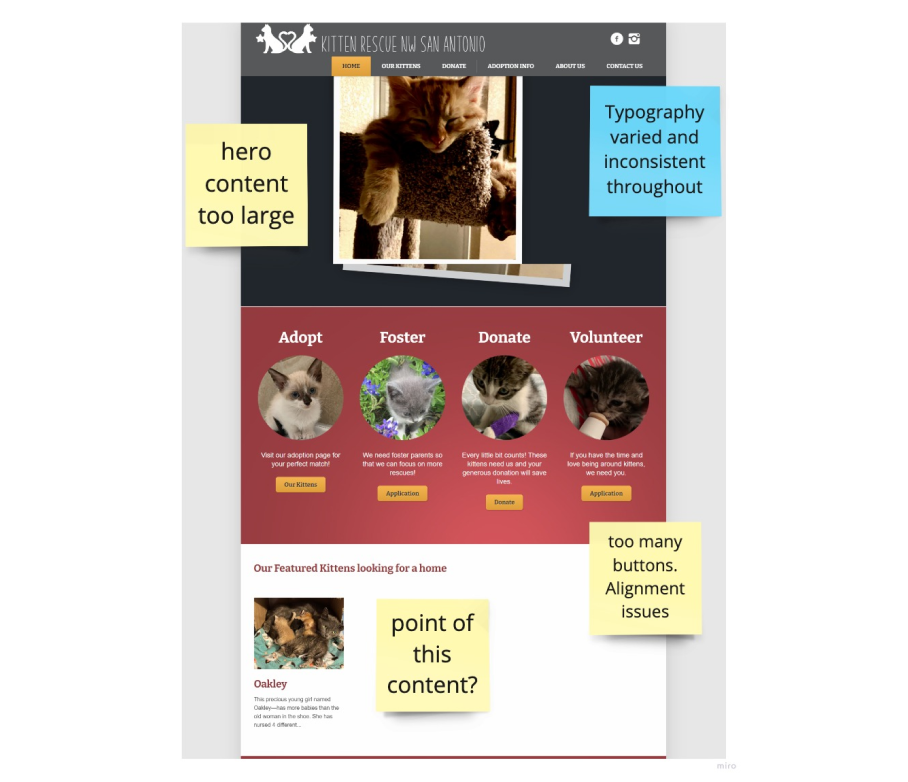 KITTEN RESCUE NW SAN ANTONIO
HOME OUR KITTENS DONATE ADOPTION INFO ABOUT US CONTACT US
hero
content
too large
Typography
varied and
inconsistent
throughout
Adopt
Visit our adoption page for
your perfect match!
Our Kittens
Foster
We need foster parents so
that we can focus on more
rescues!
Application
Donate
Every little bit counts! These
kittens need us and your
generous donation will save
lives.
Donate
Volunteer
If you have the time and
love being around kittens,
we need you.
Application
too many
buttons.
Alignment
issues
Our Featured Kittens looking for a home
point of
this
content?
Oakley
This precious young girl named
Oakley—has more babies than the
old woman in the shoe. She has
nursed 4 different...
miro